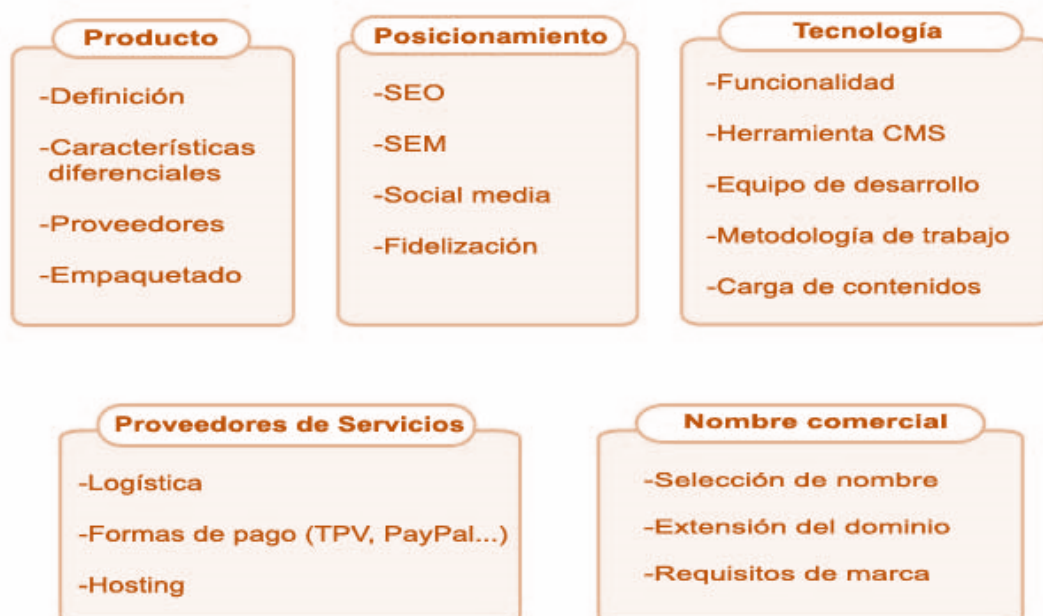 Producto
-Definición
-Características
diferenciales
-Proveedores
-Empaquetado
Posicionamiento
-SEO
-SEM
-Social media
-Fidelización
Tecnología
-Funcionalidad
-Herramienta CMS
-Equipo de desarrollo
-Metodología de trabajo
-Carga de contenidos
Proveedores de Servicios
-Logística
-Formas de pago (TPV, PayPal...)
-Hosting
Nombre comercial
-Selección de nombre
-Extensión del dominio
-Requisitos de marca